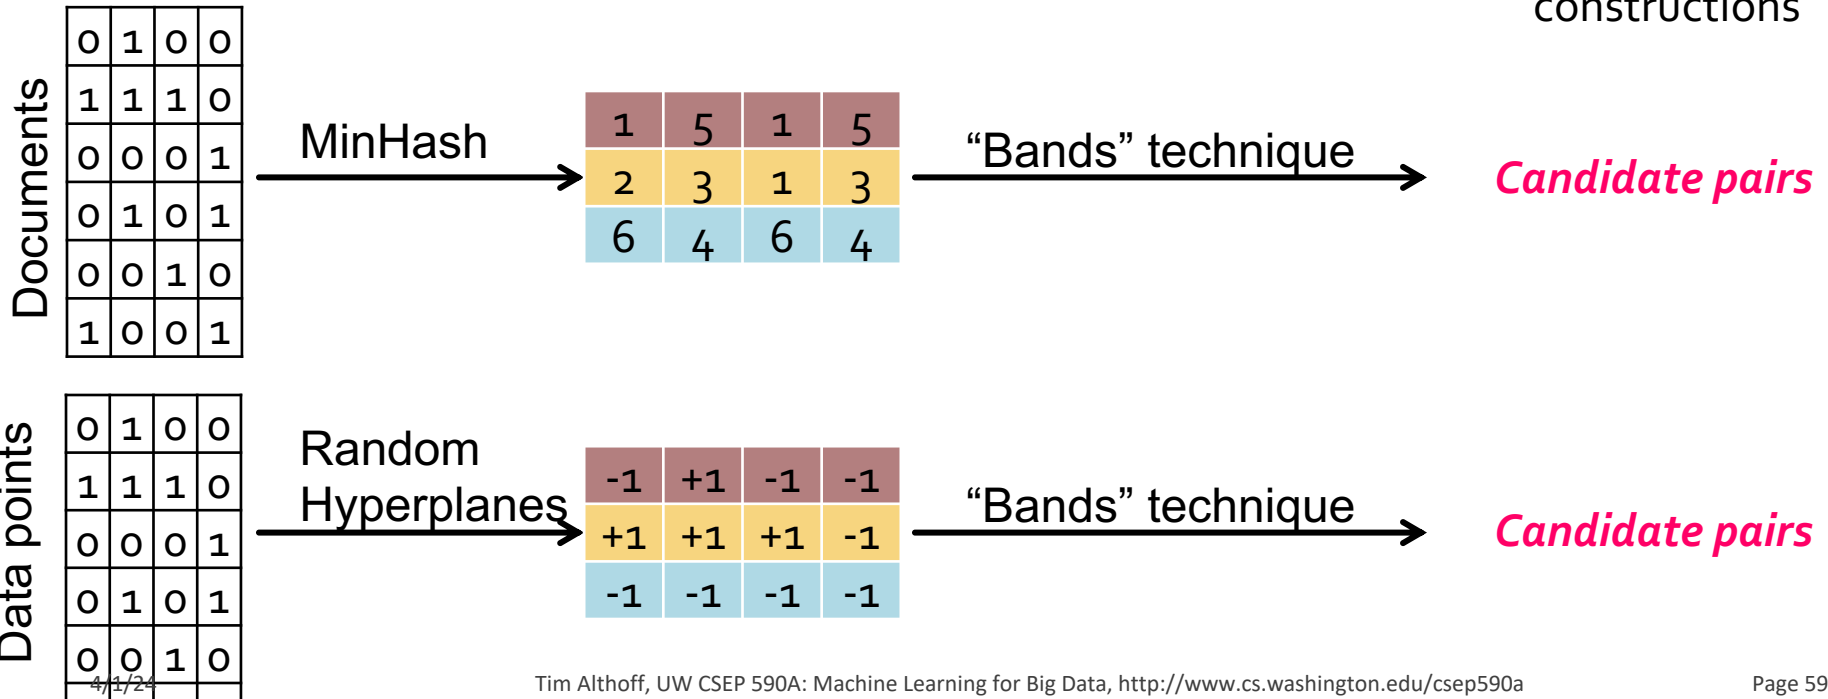 constructions
Documents
0 1 0 0
1 1 1 0
0 0 0 1
0 1 0 1
0 0 1 0
1 0 0 1
MinHash
1 5 1 5
2 3 1 3
6 4 6 4
“Bands” technique
Candidate pairs
Data points
0 1 0 0
1 1 1 0
0 0 0 1
0 1 0 1
0 0 1 0
Random
Hyperplanes
-1 +1 -1 -1
+1 +1 +1 -1
-1 -1 -1 -1
“Bands” technique
Candidate pairs
4/1/24
Tim Althoff, UW CSEP 590A: Machine Learning for Big Data, http://www.cs.washington.edu/csep590a
Page 59